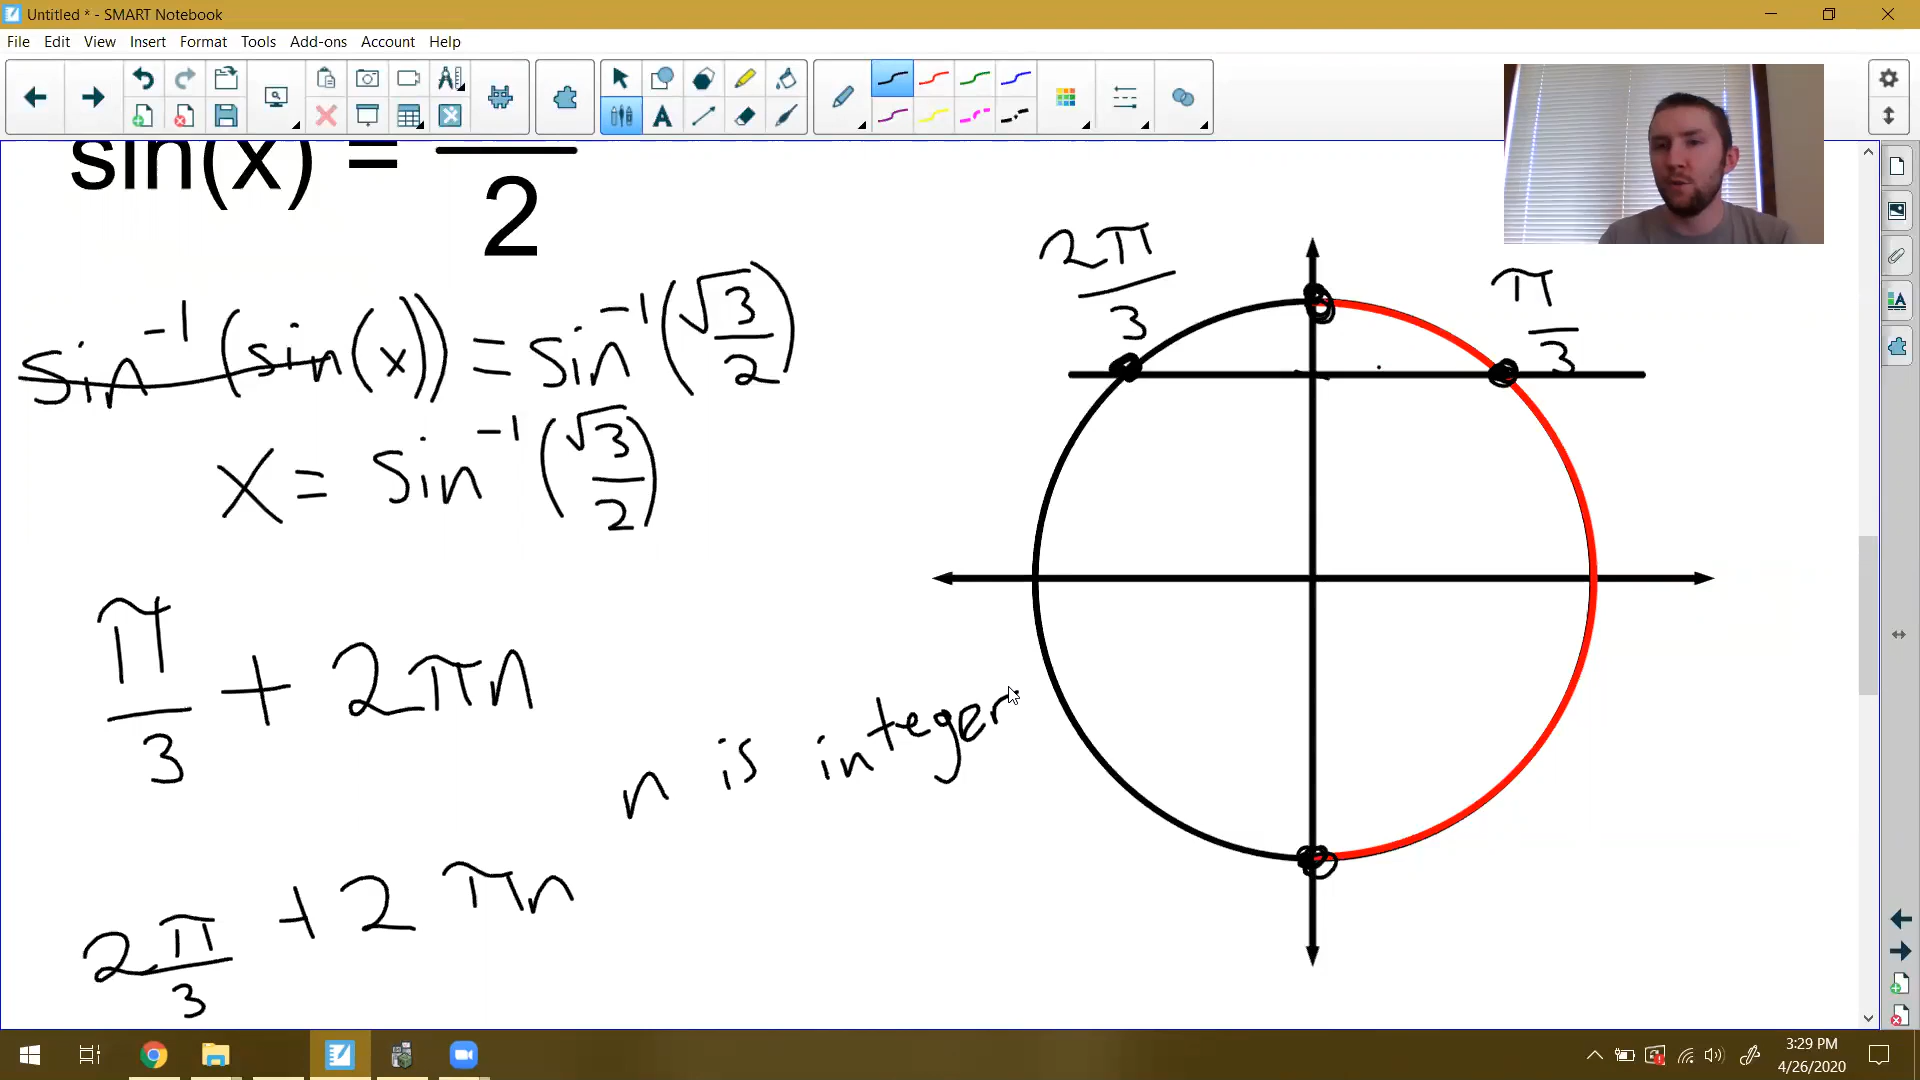 Untitled * - SMART Notebook
File Edit View Insert Format Tools Add-ons Account Help
sin(x) = 
2
sin⁻¹(sin(x)) = sin⁻¹(√3/2)
x = sin⁻¹(√3/2)
π/3 + 2πn
n is integer
2π/3 + 2πn
2π/3
π/3
3:29 PM
4/26/2020